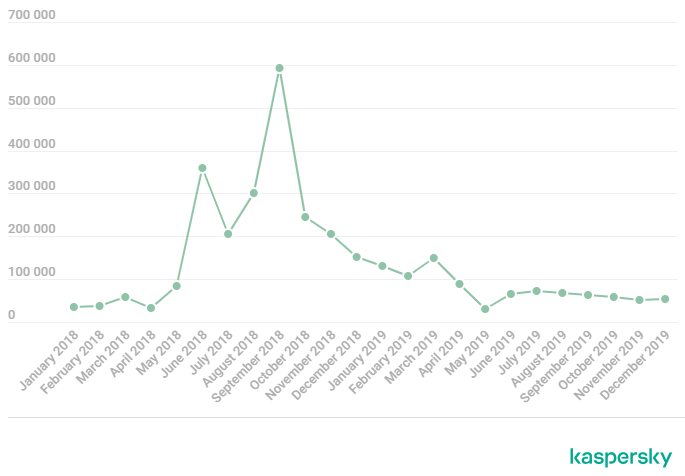 700 000
600 000
500 000
400 000
300 000
200 000
100 000
0
January 2018
February 2018
March 2018
April 2018
May 2018
June 2018
July 2018
August 2018
September 2018
October 2018
November 2018
December 2018
January 2019
February 2019
March 2019
April 2019
May 2019
June 2019
July 2019
August 2019
September 2019
October 2019
November 2019
December 2019
kaspersky